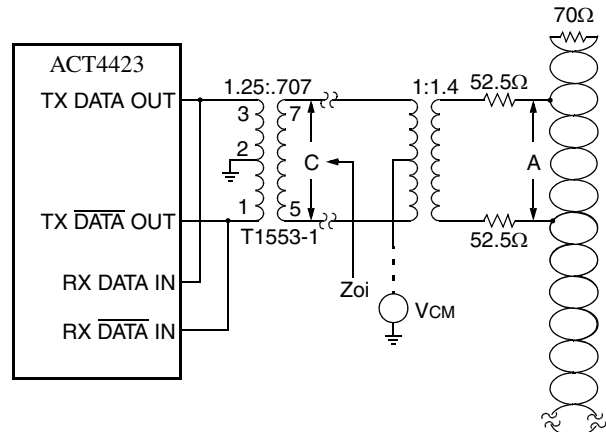 70Ω
ACT4423
1.25:.707
1:1.4
52.5Ω
TX DATA OUT
3
7
2
C
A
TX DATA OUT
1
5
T1553-1
52.5Ω
RX DATA IN
Zoi
VCM
RX DATA IN